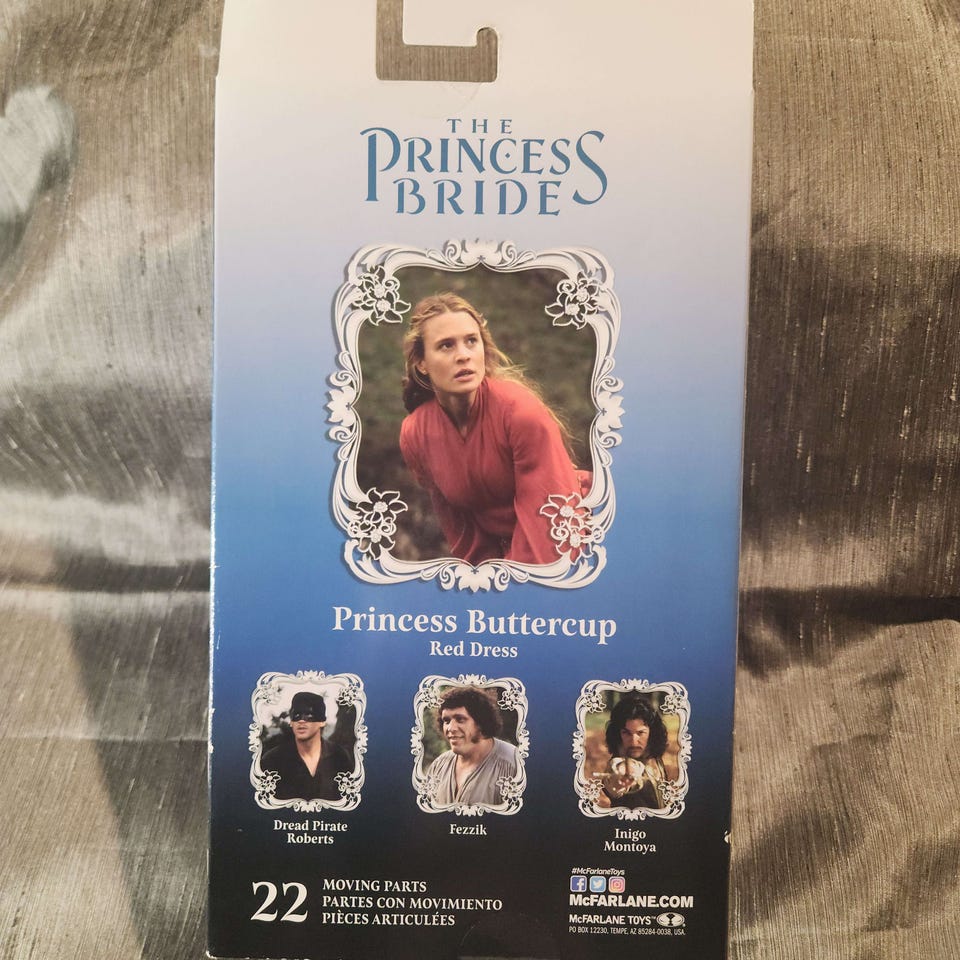 THE
PRINCESS
BRIDE
Princess Buttercup
Red Dress
Dread Pirate
Roberts
Fezzik
Inigo
Montoya
22
MOVING PARTS
PARTES CON MOVIMIENTO
PIÈCES ARTICULÉES
#McFarlaneToys
McFARLANE.COM
McFARLANE TOYS™
PO BOX 12230, TEMPE, AZ 85284-0038, USA